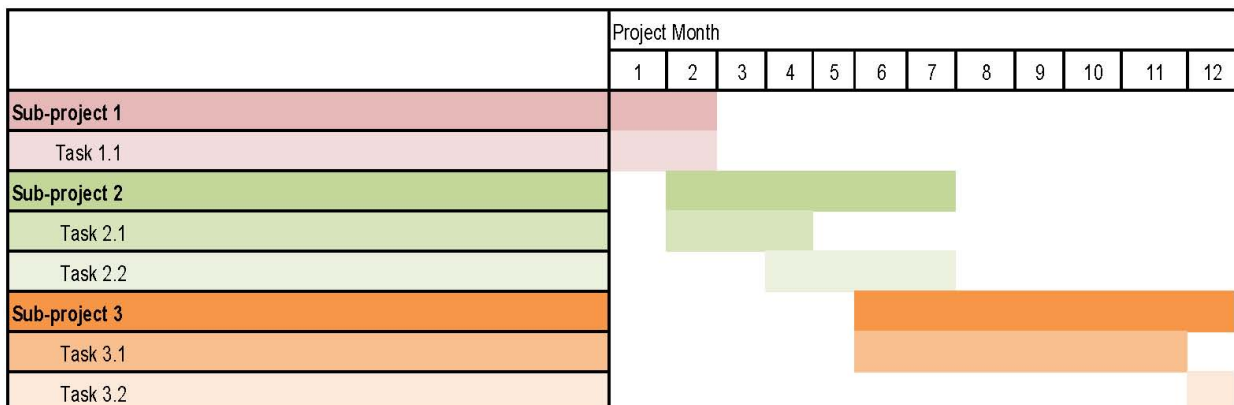 Project Month
1 2 3 4 5 6 7 8 9 10 11 12
Sub-project 1
Task 1.1
Sub-project 2
Task 2.1
Task 2.2
Sub-project 3
Task 3.1
Task 3.2